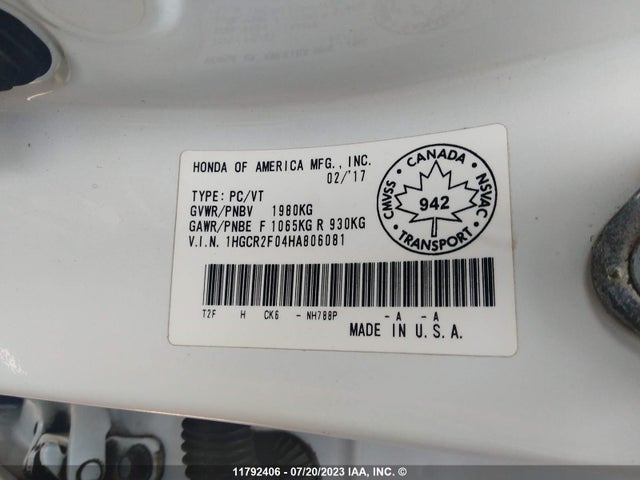 HONDA OF AMERICA MFG., INC.
02/'17
TYPE: PC/VT
GVWR/PNBV 1980KG
GAWR/PNBE F 1065KG R 930KG
V.I.N. 1HGCR2F04HA806081
CANADA
CMVSS
NSVAC
942
TRANSPORT
T2F H CK6 - NH788P - A - A
MADE IN U.S.A.
11792406 - 07/20/2023 IAA, INC. ©